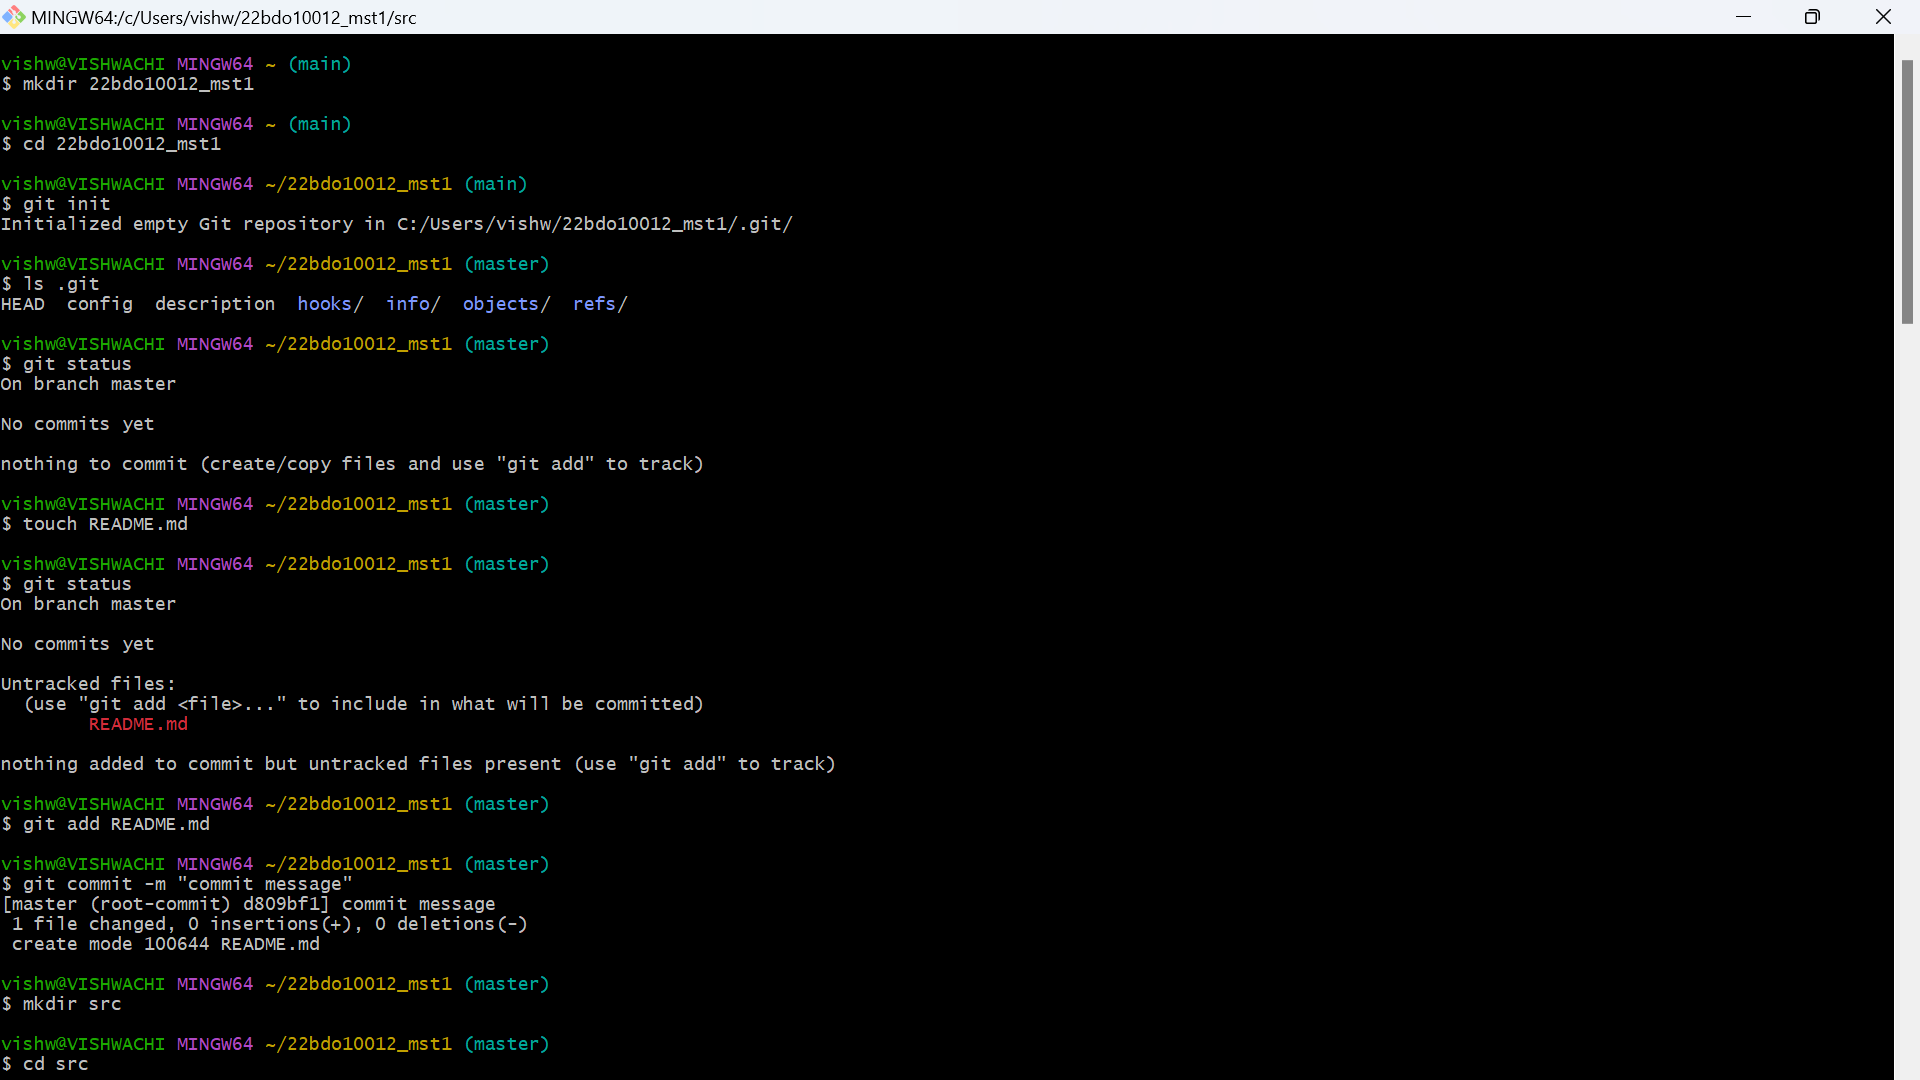 MINGW64:/c/Users/vishw/22bdo10012_mst1/src
vishw@VISHWACHI MINGW64 ~ (main)
$ mkdir 22bdo10012_mst1
vishw@VISHWACHI MINGW64 ~ (main)
$ cd 22bdo10012_mst1
vishw@VISHWACHI MINGW64 ~/22bdo10012_mst1 (main)
$ git init
Initialized empty Git repository in C:/Users/vishw/22bdo10012_mst1/.git/
vishw@VISHWACHI MINGW64 ~/22bdo10012_mst1 (master)
$ ls .git
HEAD  config  description  hooks/  info/  objects/  refs/
vishw@VISHWACHI MINGW64 ~/22bdo10012_mst1 (master)
$ git status
On branch master
No commits yet
nothing to commit (create/copy files and use "git add" to track)
vishw@VISHWACHI MINGW64 ~/22bdo10012_mst1 (master)
$ touch README.md
vishw@VISHWACHI MINGW64 ~/22bdo10012_mst1 (master)
$ git status
On branch master
No commits yet
Untracked files:
  (use "git add <file>..." to include in what will be committed)
        README.md
nothing added to commit but untracked files present (use "git add" to track)
vishw@VISHWACHI MINGW64 ~/22bdo10012_mst1 (master)
$ git add README.md
vishw@VISHWACHI MINGW64 ~/22bdo10012_mst1 (master)
$ git commit -m "commit message"
[master (root-commit) d809bf1] commit message
 1 file changed, 0 insertions(+), 0 deletions(-)
 create mode 100644 README.md
vishw@VISHWACHI MINGW64 ~/22bdo10012_mst1 (master)
$ mkdir src
vishw@VISHWACHI MINGW64 ~/22bdo10012_mst1 (master)
$ cd src